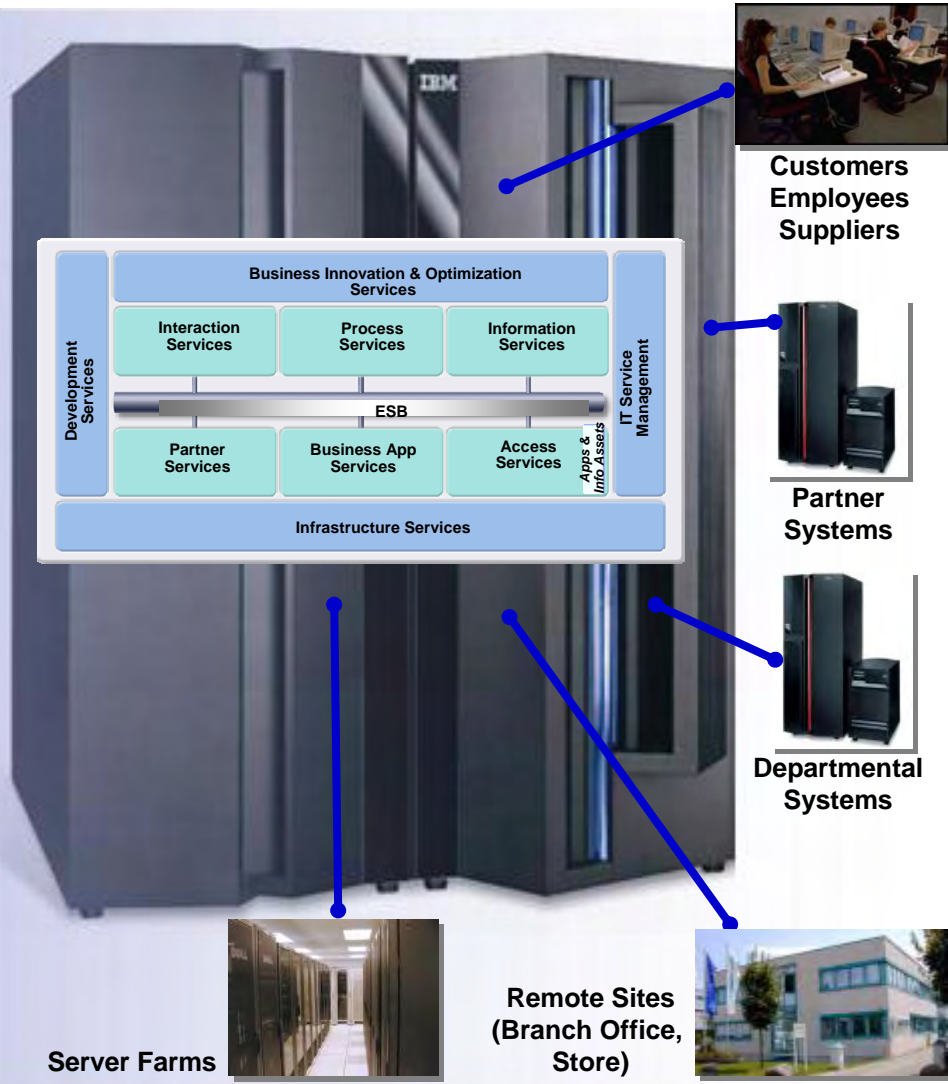 IBM
Customers
Employees
Suppliers
Business Innovation & Optimization
Services
Development
Services
Interaction
Services
Process
Services
Information
Services
IT Service
Management
ESB
Partner
Services
Business App
Services
Access
Services
Apps &
Info Assets
Infrastructure Services
Partner
Systems
Departmental
Systems
Server Farms
Remote Sites
(Branch Office,
Store)